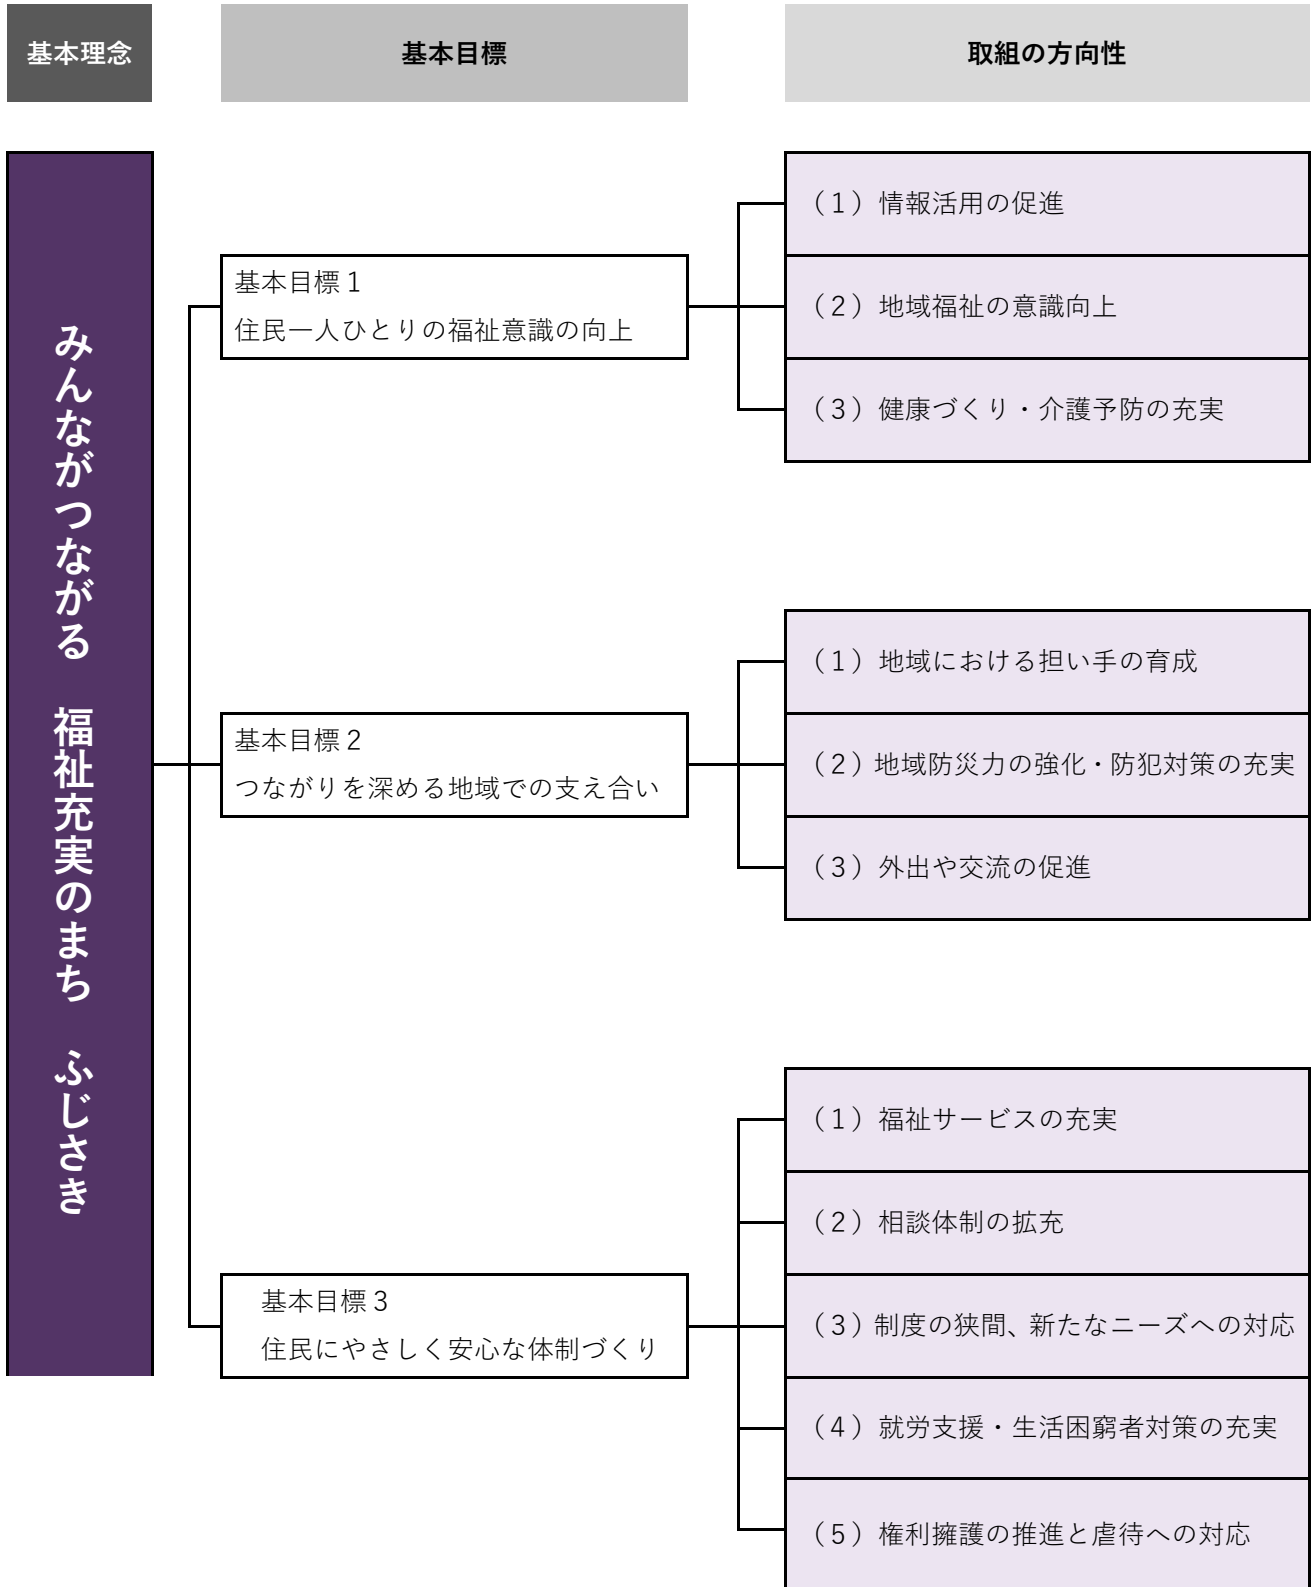 基本理念
基本目標
取組の方向性
みんながつながる　福祉充実のまち　ふじさき
基本目標１
住民一人ひとりの福祉意識の向上
（１）情報活用の促進
（２）地域福祉の意識向上
（３）健康づくり・介護予防の充実
基本目標２
つながりを深める地域での支え合い
（１）地域における担い手の育成
（２）地域防災力の強化・防犯対策の充実
（３）外出や交流の促進
基本目標３
住民にやさしく安心な体制づくり
（１）福祉サービスの充実
（２）相談体制の拡充
（３）制度の狭間、新たなニーズへの対応
（４）就労支援・生活困窮者対策の充実
（５）権利擁護の推進と虐待への対応